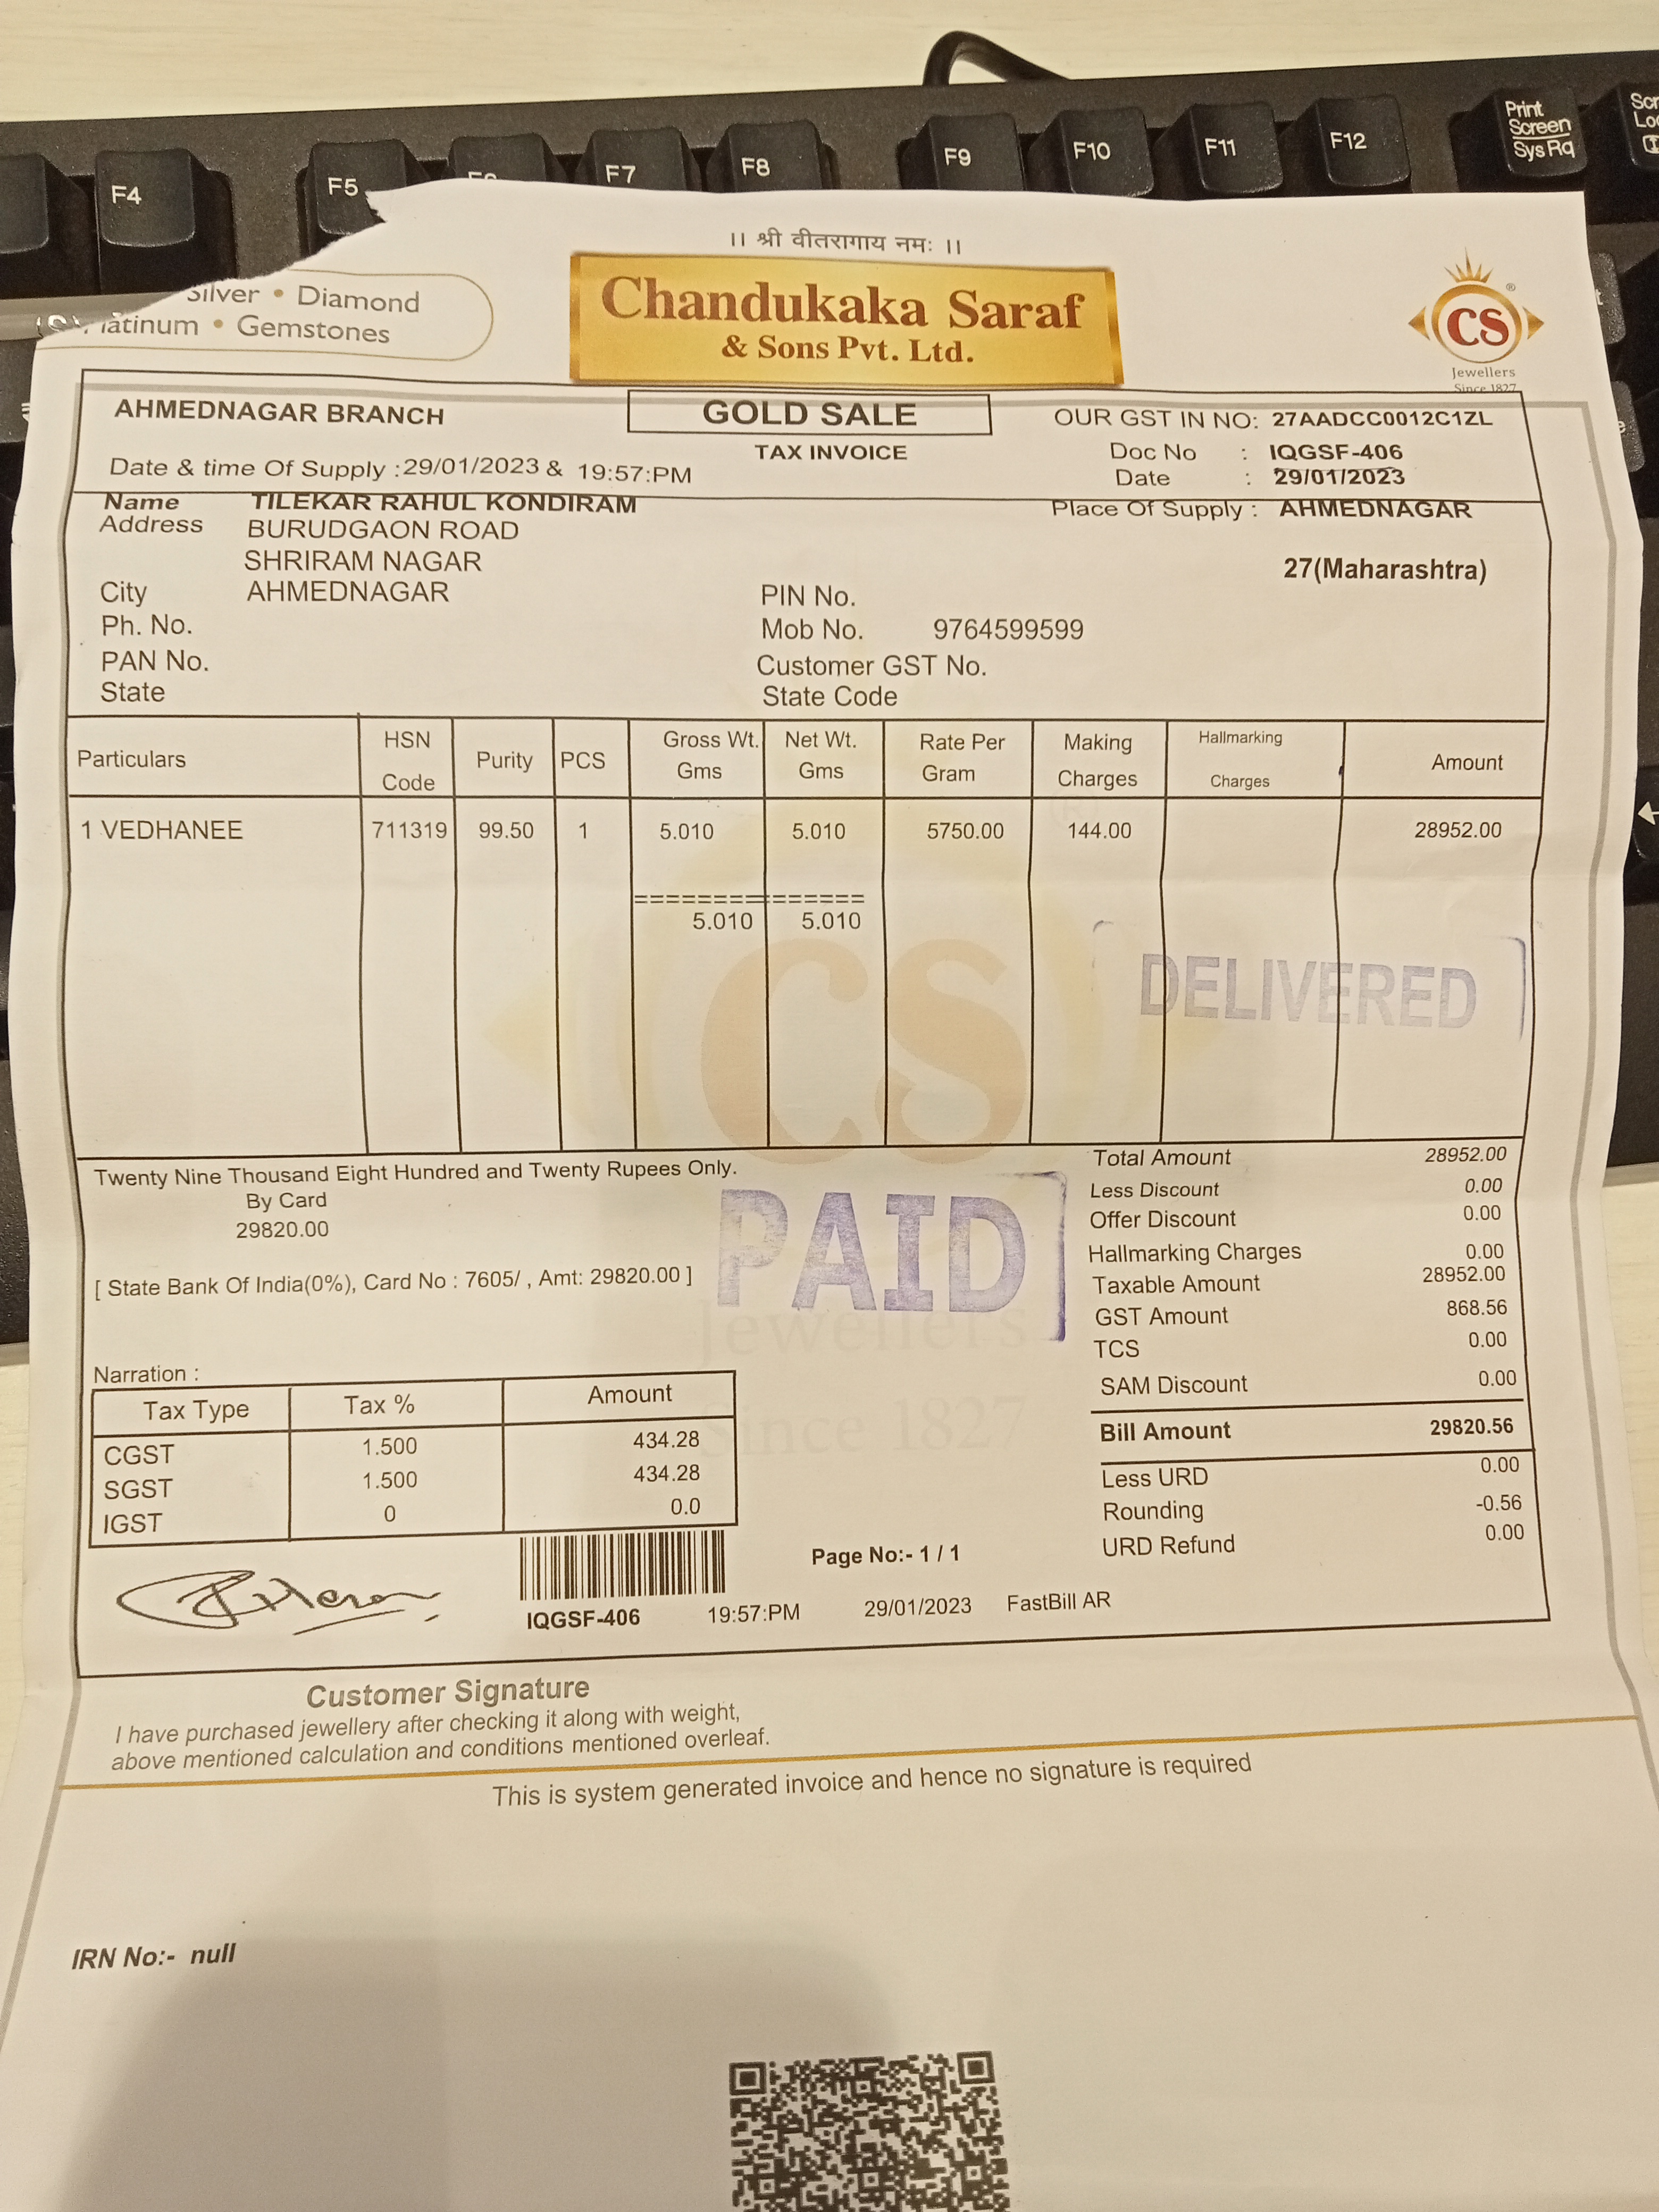 F4
F5
F7
F8
F9
F10
F11
F12
Print
Screen
Sys Rq
Scr
।। श्री वीतरागाय नमः ।।
Silver • Diamond
latinum • Gemstones
Chandukaka Saraf
& Sons Pvt. Ltd.
CS
®
Jewellers
Since 1827
AHMEDNAGAR BRANCH
GOLD SALE
OUR GST IN NO: 27AADCC0012C1ZL
TAX INVOICE
Doc No : IQGSF-406
Date & time Of Supply :29/01/2023 & 19:57:PM
Date : 29/01/2023
Name TILEKAR RAHUL KONDIRAM
Place Of Supply : AHMEDNAGAR
Address BURUDGAON ROAD
SHRIRAM NAGAR
27(Maharashtra)
City AHMEDNAGAR
PIN No.
Ph. No.
Mob No. 9764599599
PAN No.
Customer GST No.
State
State Code
Particulars HSN Code Purity PCS Gross Wt. Gms Net Wt. Gms Rate Per Gram Making Charges Hallmarking Charges Amount
1 VEDHANEE 711319 99.50 1 5.010 5.010 5750.00 144.00 28952.00
===============
5.010 5.010
DELIVERED
CS
Jewellers
Since 1827
Twenty Nine Thousand Eight Hundred and Twenty Rupees Only.
By Card
29820.00
[ State Bank Of India(0%), Card No : 7605/ , Amt: 29820.00 ]
PAID
Total Amount 28952.00
Less Discount 0.00
Offer Discount 0.00
Hallmarking Charges 0.00
Taxable Amount 28952.00
GST Amount 868.56
TCS 0.00
SAM Discount 0.00
Bill Amount 29820.56
Less URD 0.00
Rounding -0.56
URD Refund 0.00
Narration :
Tax Type Tax % Amount
CGST 1.500 434.28
SGST 1.500 434.28
IGST 0 0.0
Page No:- 1 / 1
IQGSF-406 19:57:PM 29/01/2023 FastBill AR
Customer Signature
I have purchased jewellery after checking it along with weight,
above mentioned calculation and conditions mentioned overleaf.
This is system generated invoice and hence no signature is required
IRN No:- null